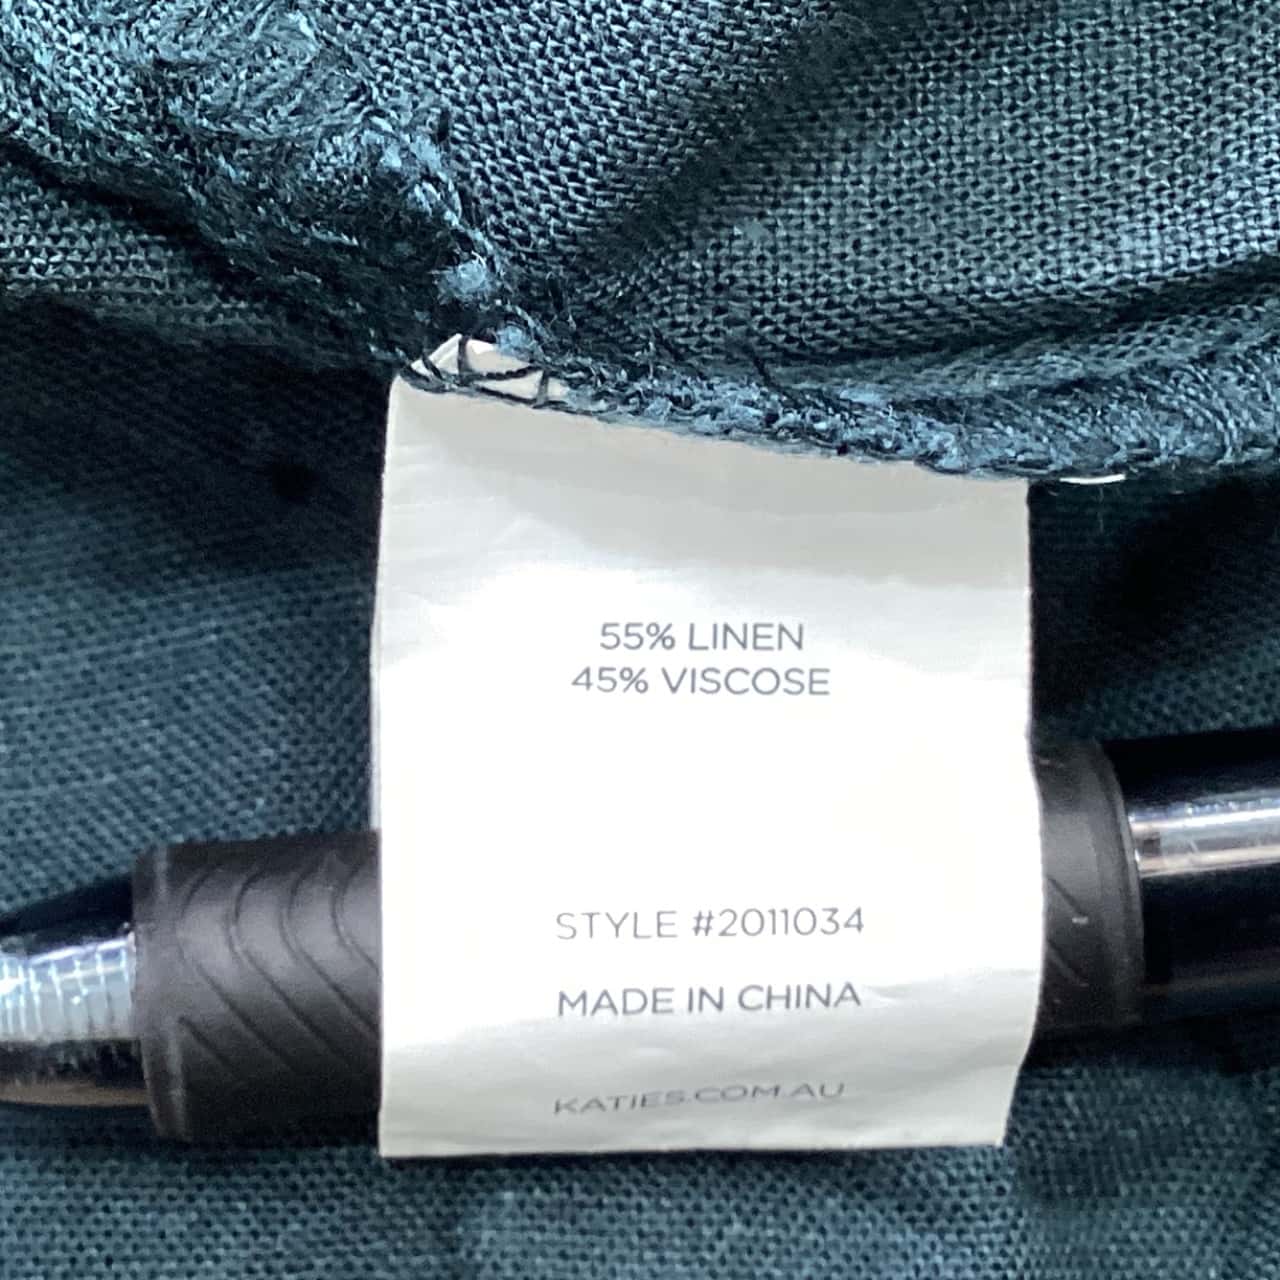 55% LINEN
45% VISCOSE
STYLE #2011034
MADE IN CHINA
KATIES.COM.AU